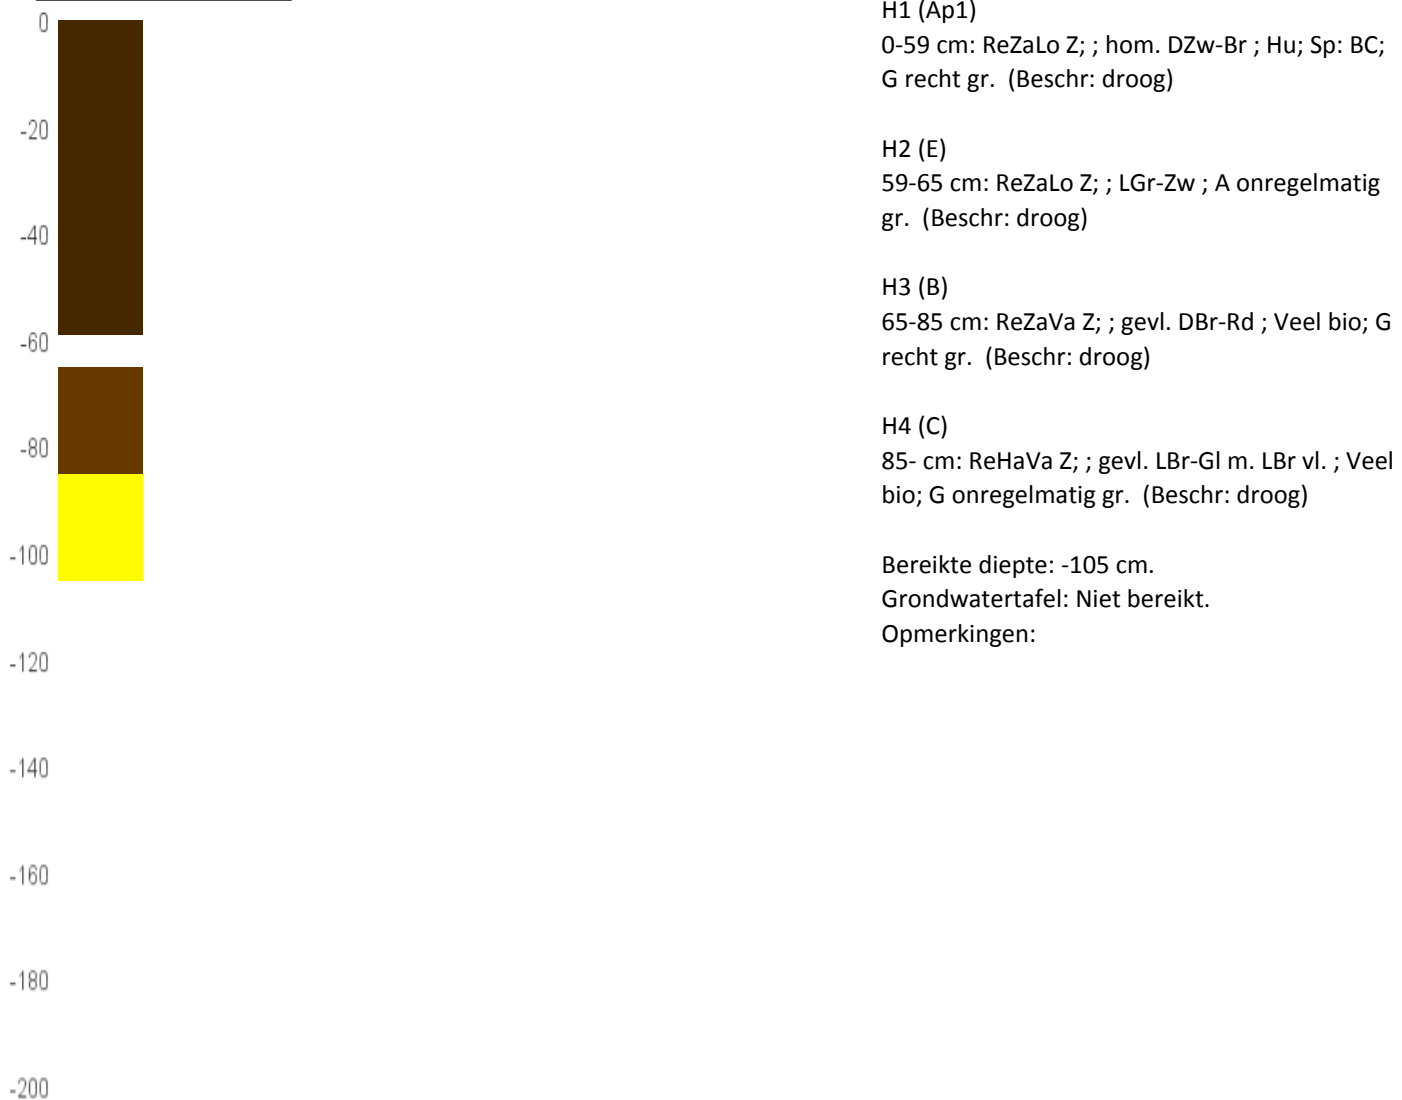 0
-20
-40
-60
-80
-100
-120
-140
-160
-180
-200
H1 (Ap1)
0-59 cm: ReZaLo Z; ; hom. DZw-Br ; Hu; Sp: BC;
G recht gr.  (Beschr: droog)
H2 (E)
59-65 cm: ReZaLo Z; ; LGr-Zw ; A onregelmatig
gr.  (Beschr: droog)
H3 (B)
65-85 cm: ReZaVa Z; ; gevl. DBr-Rd ; Veel bio; G
recht gr.  (Beschr: droog)
H4 (C)
85- cm: ReHaVa Z; ; gevl. LBr-Gl m. LBr vl. ; Veel
bio; G onregelmatig gr.  (Beschr: droog)
Bereikte diepte: -105 cm.
Grondwatertafel: Niet bereikt.
Opmerkingen: